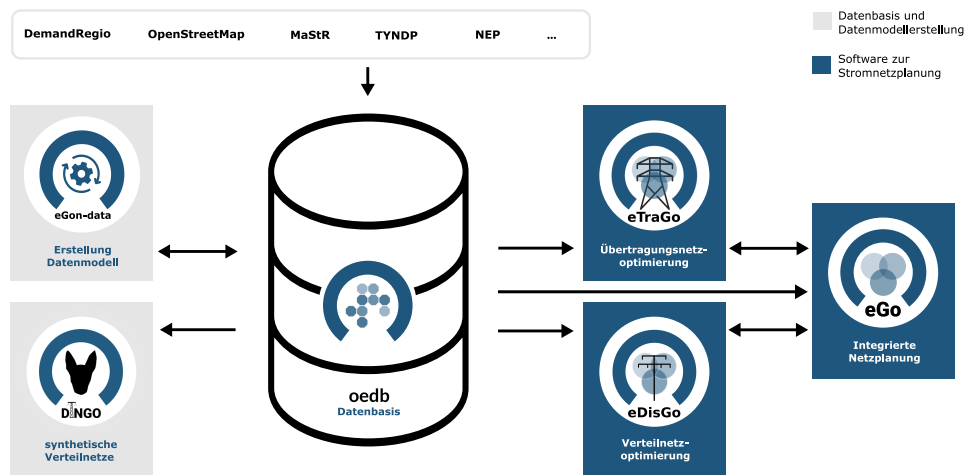 DemandRegio OpenStreetMap MaStR TYNDP NEP ...
Datenbasis und
Datenmodellerstellung
Software zur
Stromnetzplanung
eGon-data
Erstellung
Datenmodell
DINGO
synthetische
Verteilnetze
oedb
Datenbasis
eTraGo
Übertragungsnetz-
optimierung
eDisGo
Verteilnetz-
optimierung
eGo
Integrierte
Netzplanung